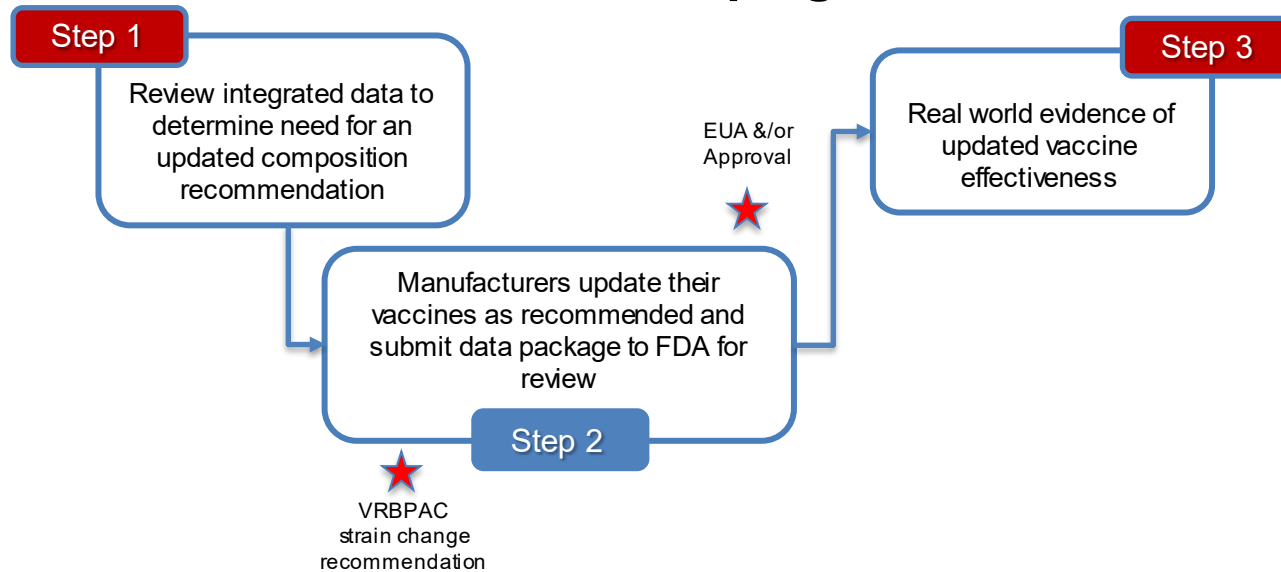 Step 1
Review integrated data to
determine need for an
updated composition
recommendation
EUA &/or
Approval
Step 3
Real world evidence of
updated vaccine
effectiveness
Manufacturers update their
vaccines as recommended and
submit data package to FDA for
review
Step 2
VRBPAC
strain change
recommendation